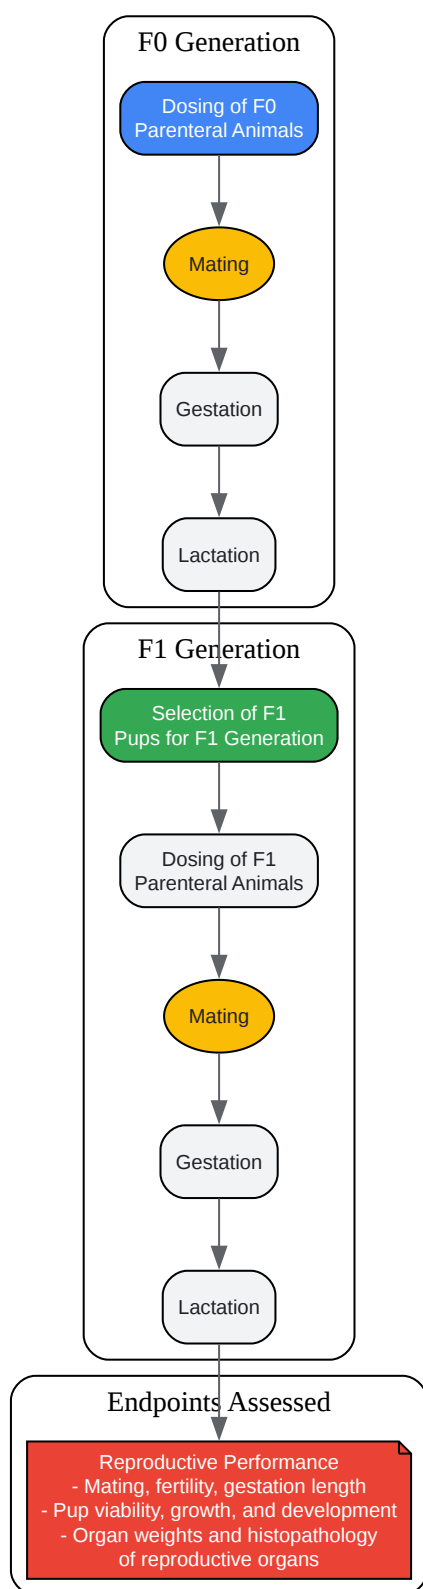 F0 Generation
Dosing of F0
Parenteral Animals
Mating
Gestation
Lactation
F1 Generation
Selection of F1
Pups for F1 Generation
Dosing of F1
Parenteral Animals
Mating
Gestation
Lactation
Endpoints Assessed
Reproductive Performance
- Mating, fertility, gestation length
- Pup viability, growth, and development
- Organ weights and histopathology
of reproductive organs